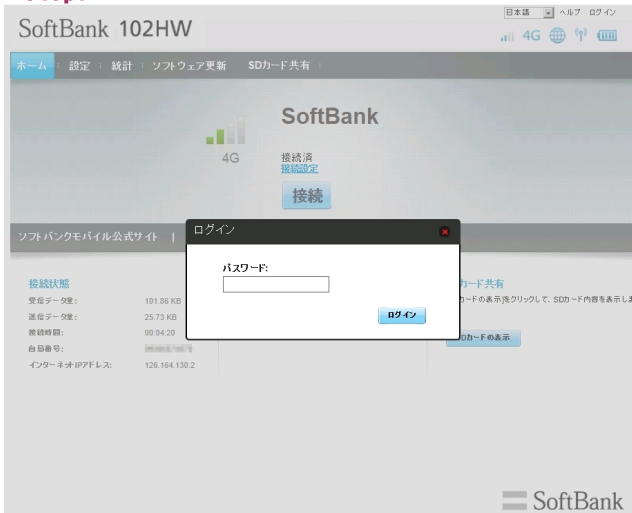 日本語 ヘルプ ログイン
SoftBank 102HW
4G
ホーム 設定 統計 ソフトウェア更新 SDカード共有
SoftBank
4G
接続済
接続設定
接続
ソフトバンクモバイル公式サイト |
ログイン
パスワード:
ログイン
接続状態
受信データ量: 101.86 KB
送信データ量: 25.73 KB
接続時間: 00:04:20
自局番号:
インターネットIPアドレス: 126.164.130.2
カード共有
カードの表示]をクリックして、SDカード内容を表示しま
Dカードの表示
SoftBank